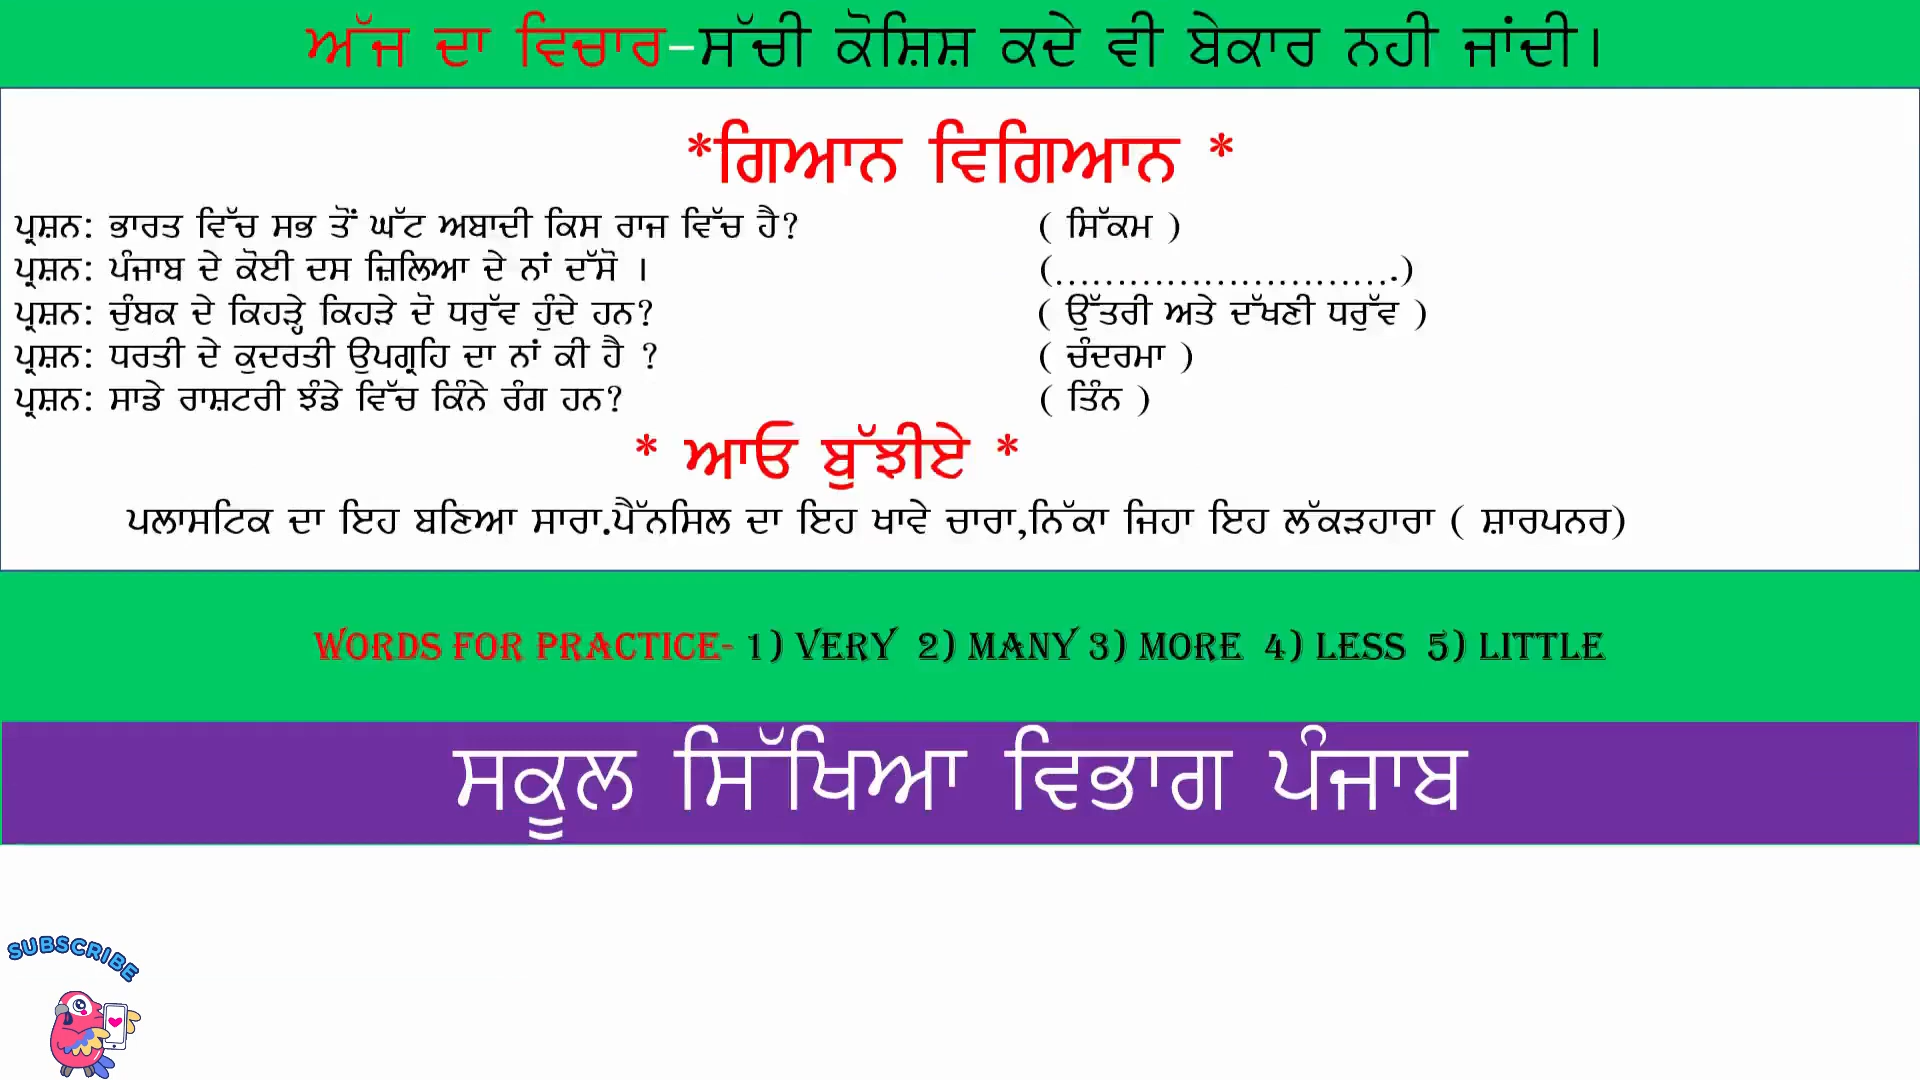 ਅੱਜ ਦਾ ਵਿਚਾਰ-ਸੱਚੀ ਕੋਸ਼ਿਸ਼ ਕਦੇ ਵੀ ਬੇਕਾਰ ਨਹੀ ਜਾਂਦੀ।
*ਗਿਆਨ ਵਿਗਿਆਨ *
ਪ੍ਰਸ਼ਨ: ਭਾਰਤ ਵਿੱਚ ਸਭ ਤੋਂ ਘੱਟ ਅਬਾਦੀ ਕਿਸ ਰਾਜ ਵਿੱਚ ਹੈ? ( ਸਿੱਕਮ )
ਪ੍ਰਸ਼ਨ: ਪੰਜਾਬ ਦੇ ਕੋਈ ਦਸ ਜ਼ਿਲਿਆ ਦੇ ਨਾਂ ਦੱਸੋ । (............................)
ਪ੍ਰਸ਼ਨ: ਚੁੰਬਕ ਦੇ ਕਿਹੜ੍ਹੇ ਕਿਹੜੇ ਦੋ ਧਰੁੱਵ ਹੁੰਦੇ ਹਨ? ( ਉੱਤਰੀ ਅਤੇ ਦੱਖਣੀ ਧਰੁੱਵ )
ਪ੍ਰਸ਼ਨ: ਧਰਤੀ ਦੇ ਕੁਦਰਤੀ ਉਪਗ੍ਰਹਿ ਦਾ ਨਾਂ ਕੀ ਹੈ ? ( ਚੰਦਰਮਾ )
ਪ੍ਰਸ਼ਨ: ਸਾਡੇ ਰਾਸ਼ਟਰੀ ਝੰਡੇ ਵਿੱਚ ਕਿੰਨੇ ਰੰਗ ਹਨ? ( ਤਿੰਨ )
* ਆਓ ਬੁੱਝੀਏ *
ਪਲਾਸਟਿਕ ਦਾ ਇਹ ਬਣਿਆ ਸਾਰਾ.ਪੈੱਨਸਿਲ ਦਾ ਇਹ ਖਾਵੇ ਚਾਰਾ,ਨਿੱਕਾ ਜਿਹਾ ਇਹ ਲੱਕੜਹਾਰਾ ( ਸ਼ਾਰਪਨਰ)
WORDS FOR PRACTICE- 1) VERY 2) MANY 3) MORE 4) LESS 5) LITTLE
ਸਕੂਲ ਸਿੱਖਿਆ ਵਿਭਾਗ ਪੰਜਾਬ
SUBSCRIBE